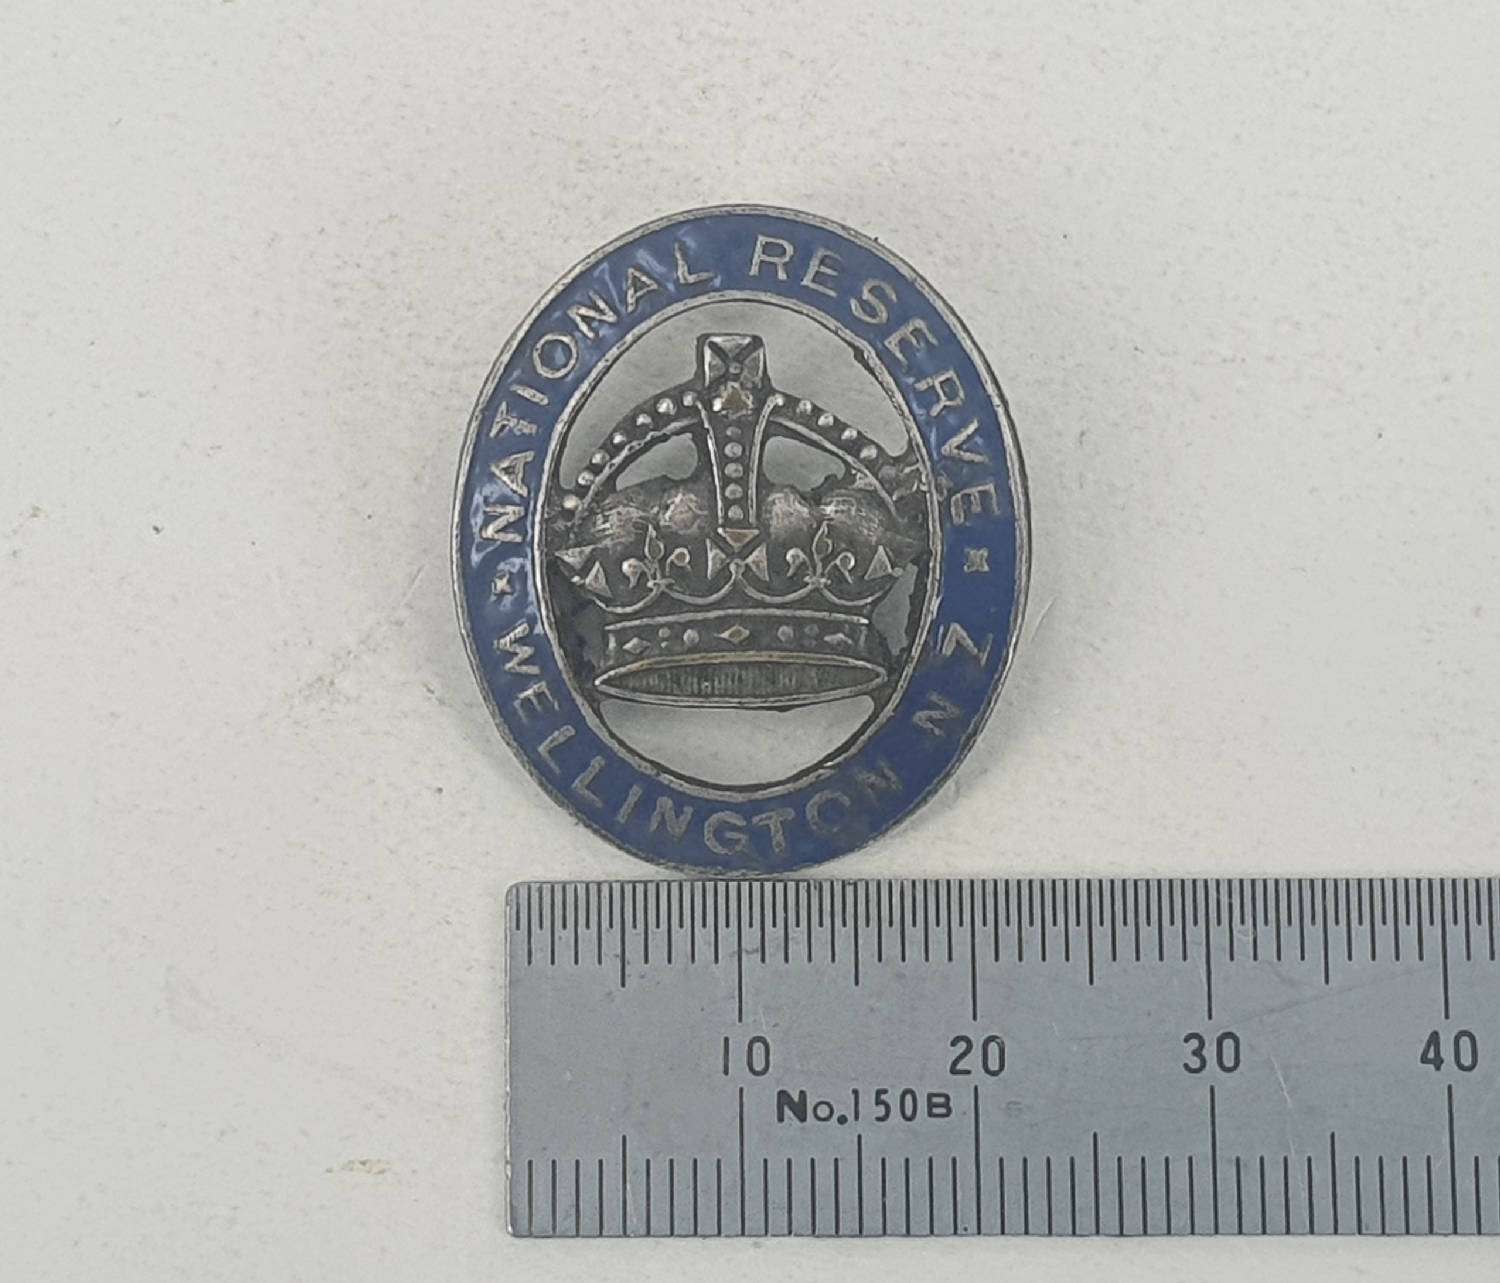 NATIONAL RESERVE
WELLINGTON N Z
10 20 30 40
No. 150B